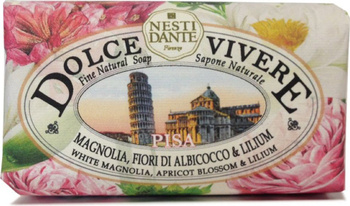 NESTI
DANTE
Firenze
DOLCE VIVERE
Fine Natural Soap
Sapone Naturale
PISA
MAGNOLIA, FIORI DI ALBICOCCO & LILIUM
WHITE MAGNOLIA, APRICOT BLOSSOM & LILIUM